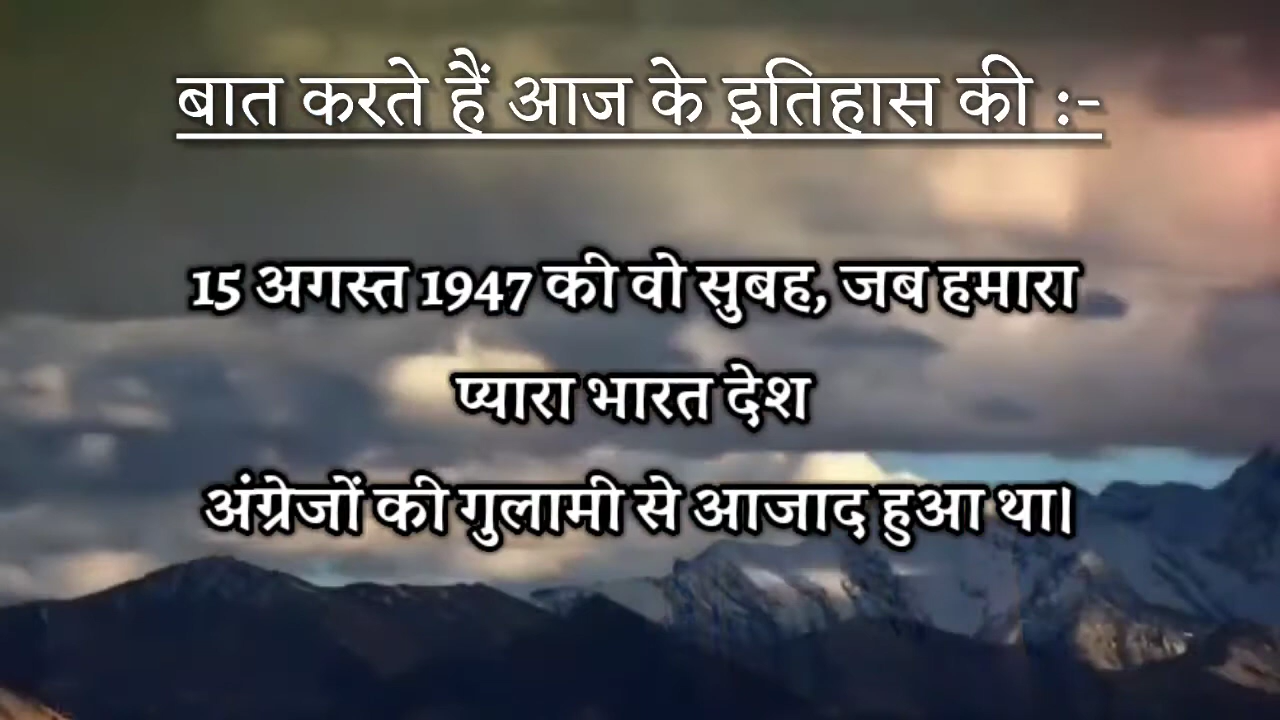 बात करते हैं आज के इतिहास की :-
15 अगस्त 1947 की वो सुबह, जब हमारा
प्यारा भारत देश
अंग्रेजों की गुलामी से आजाद हुआ था।